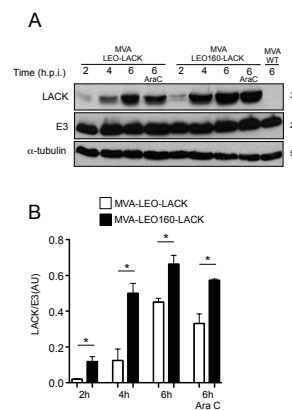 A
MVA LEO-LACK
MVA LEO160-LACK
MVA WT
Time (h.p.i.) 2 4 6 6 AraC 2 4 6 6 AraC 6
LACK
E3
α-tubulin
B
MVA-LEO-LACK
MVA-LEO160-LACK
LACK/E3(AU)
0.8
0.6
0.4
0.2
0.0
* * * *
2h 4h 6h 6h Ara C